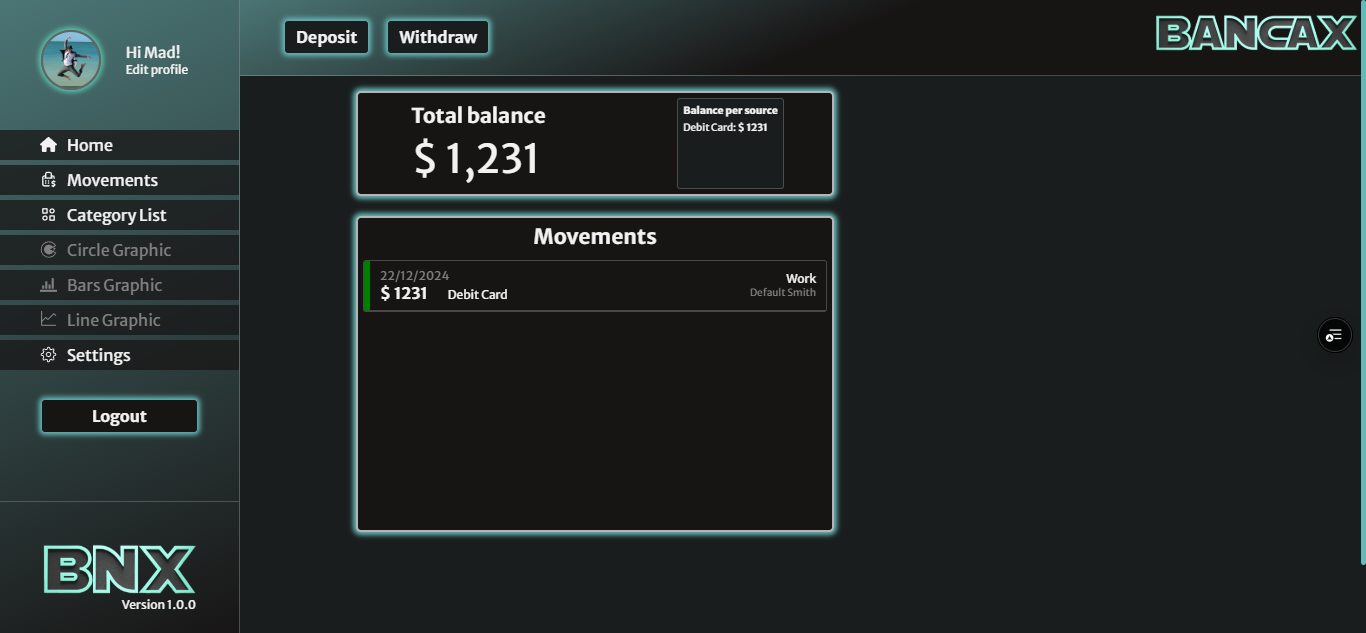 Hi Mad!
Edit profile
Home
Movements
Category List
Circle Graphic
Bars Graphic
Line Graphic
Settings
Logout
BNX
Version 1.0.0
Deposit
Withdraw
BANCAX
Total balance
$ 1,231
Balance per source
Debit Card: $ 1231
Movements
22/12/2024
$ 1231 Debit Card
Work
Default Smith